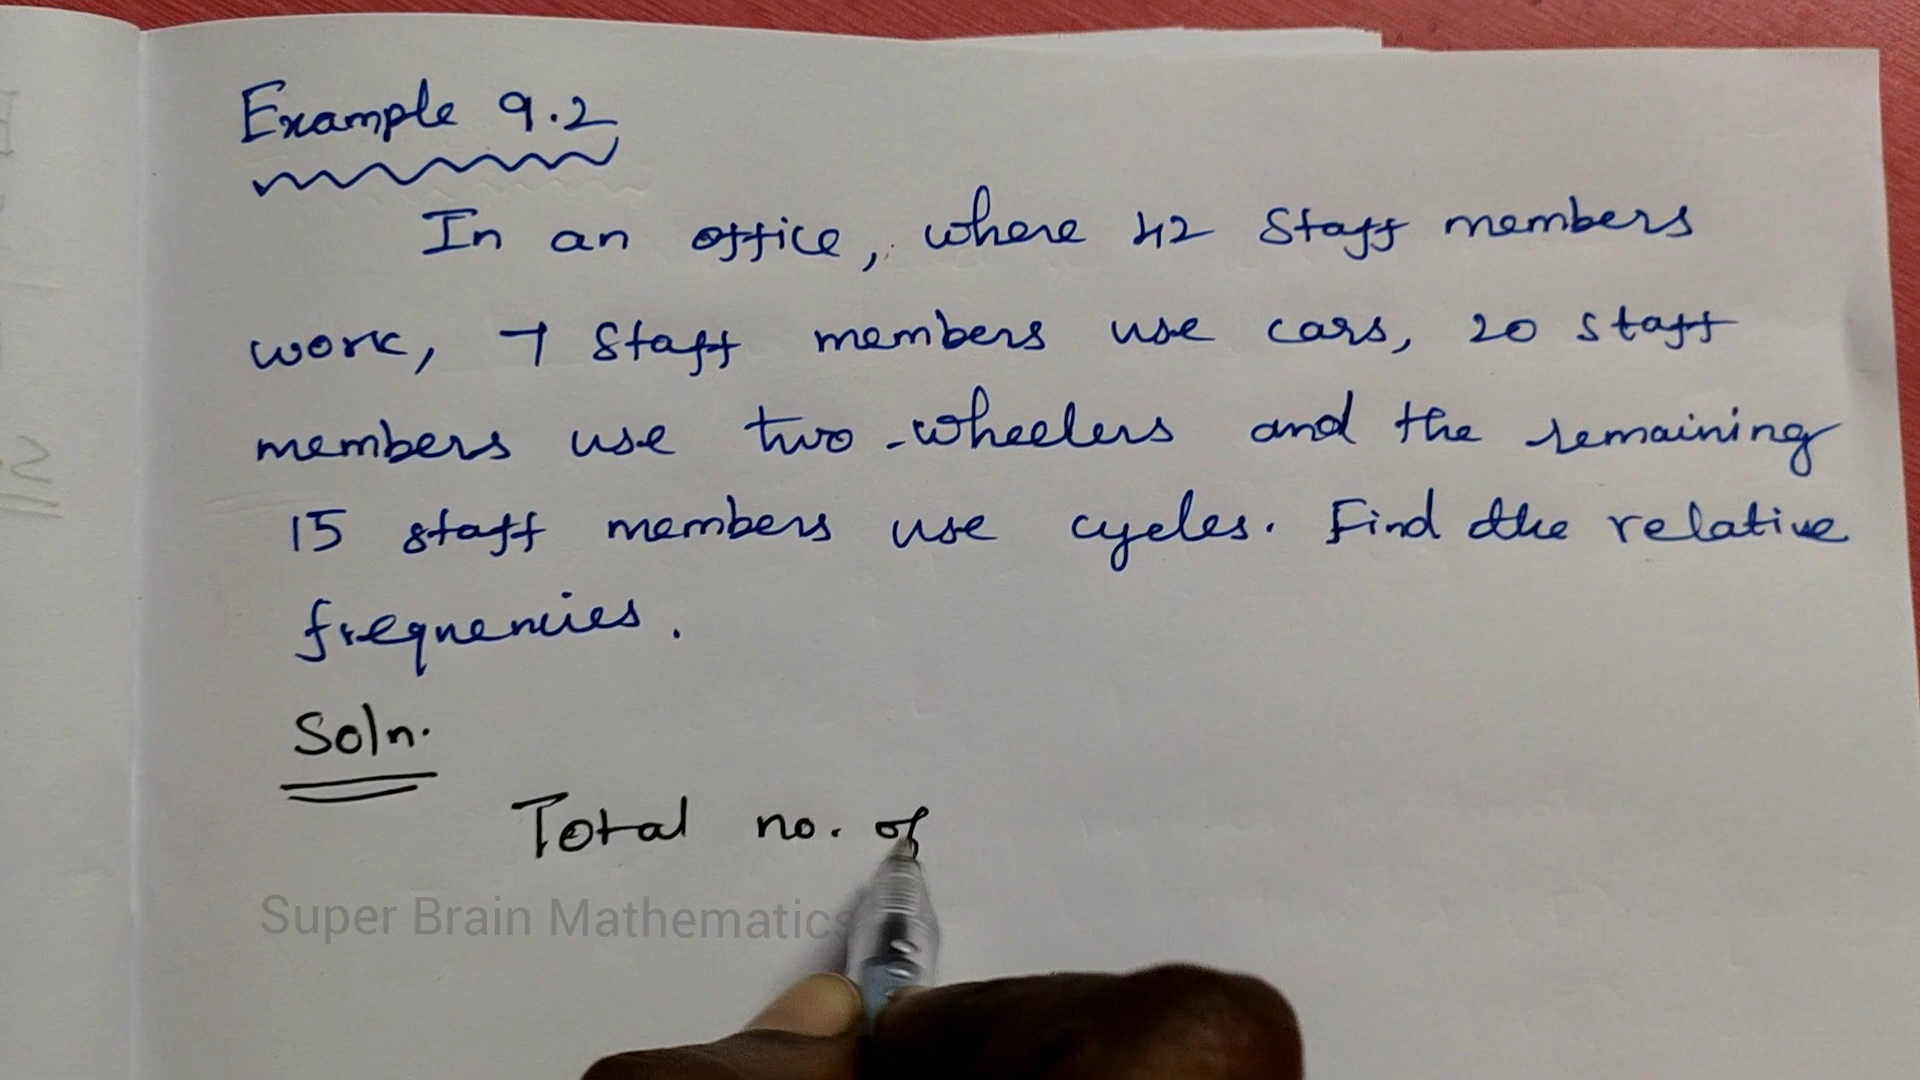 Example 9.2
In an office, where 42 Staff members
work, 7 Staff members use cars, 20 staff
members use two-wheelers and the remaining
15 staff members use cycles. Find the relative
frequencies.
Soln.
Total no. of
Super Brain Mathematics